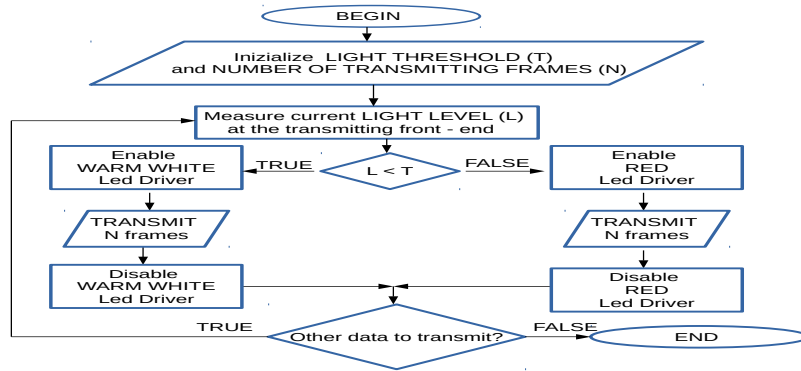 BEGIN
Inizialize LIGHT THRESHOLD (T)
and NUMBER OF TRANSMITTING FRAMES (N)
Measure current LIGHT LEVEL (L)
at the transmitting front - end
L < T
TRUE
FALSE
Enable
WARM WHITE
Led Driver
Enable
RED
Led Driver
TRANSMIT
N frames
TRANSMIT
N frames
Disable
WARM WHITE
Led Driver
Disable
RED
Led Driver
Other data to transmit?
TRUE
FALSE
END